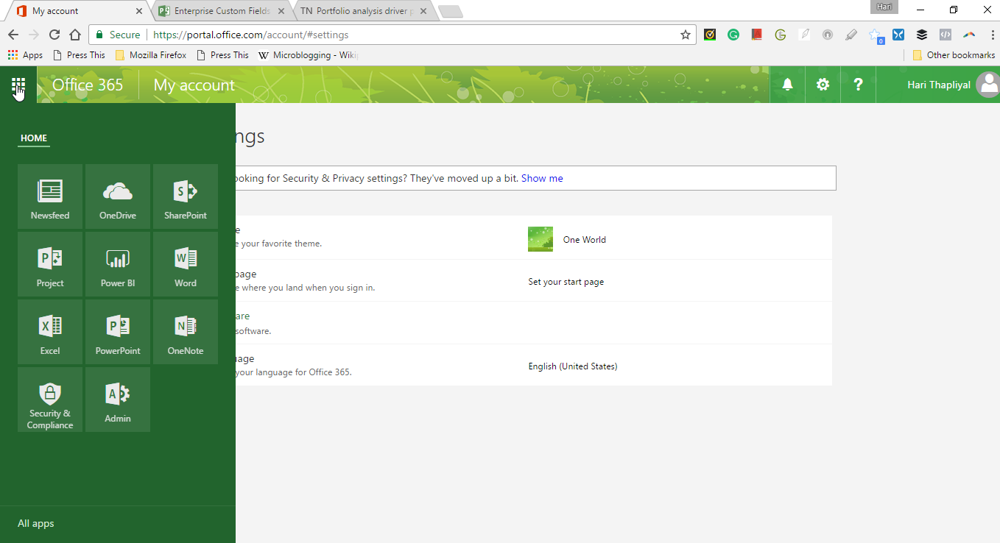 My account
Enterprise Custom Fields
TN Portfolio analysis driver p
Hari
Secure
https://portal.office.com/account/#settings
0
Apps
Press This
Mozilla Firefox
Press This
Microblogging - Wiki
Other bookmarks
Office 365
My account
?
Hari Thapliyal
HOME
Newsfeed
OneDrive
S
SharePoint
P
Project
Power BI
W
Word
X
Excel
P
PowerPoint
N
OneNote
Security &
Compliance
A
Admin
All apps
ngs
ooking for Security & Privacy settings? They've moved up a bit. Show me
e
e your favorite theme.
One World
page
e where you land when you sign in.
Set your start page
are
software.
uage
your language for Office 365.
English (United States)